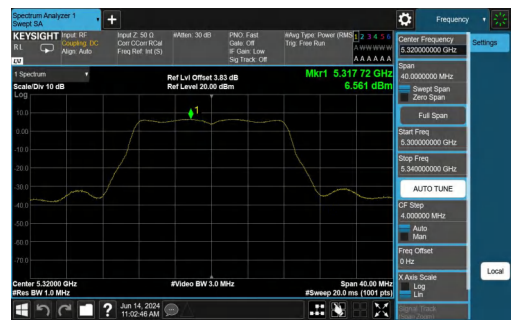 Spectrum Analyzer 1
Swept SA
Frequency
KEYSIGHT
RL
LV
Input: RF
Coupling: DC
Align: Auto
Input Z: 50 Ω
Corr CCorr RCal
Freq Ref: Int (S)
#Atten: 30 dB
PNO: Fast
Gate: Off
IF Gain: Low
Sig Track: Off
#Avg Type: Power (RMS)
Trig: Free Run
1 2 3 4 5 6
A W W W W W
A A A A A A
1 Spectrum
Scale/Div 10 dB
Log
Ref Lvl Offset 3.83 dB
Ref Level 20.00 dBm
Mkr1 5.317 72 GHz
6.561 dBm
1
10.0
0.00
-10.0
-20.0
-30.0
-40.0
-50.0
-60.0
-70.0
Center 5.32000 GHz
#Res BW 1.0 MHz
#Video BW 3.0 MHz
Span 40.00 MHz
#Sweep 20.0 ms (1001 pts)
Center Frequency
5.320000000 GHz
Span
40.0000000 MHz
Swept Span
Zero Span
Full Span
Start Freq
5.300000000 GHz
Stop Freq
5.340000000 GHz
AUTO TUNE
CF Step
4.000000 MHz
Auto
Man
Freq Offset
0 Hz
X Axis Scale
Log
Lin
Signal Track
Settings
Local
?
Jun 14, 2024
11:02:46 AM